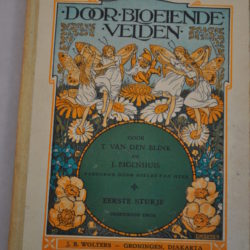 ·DOOR·BLOEIENDE·
·VELDEN·
DOOR
T. VAN DEN BLINK
EN
J. EIGENHUIS
EERSTE STUKJE
J. B. WOLTERS – GRONINGEN, DJAKARTA